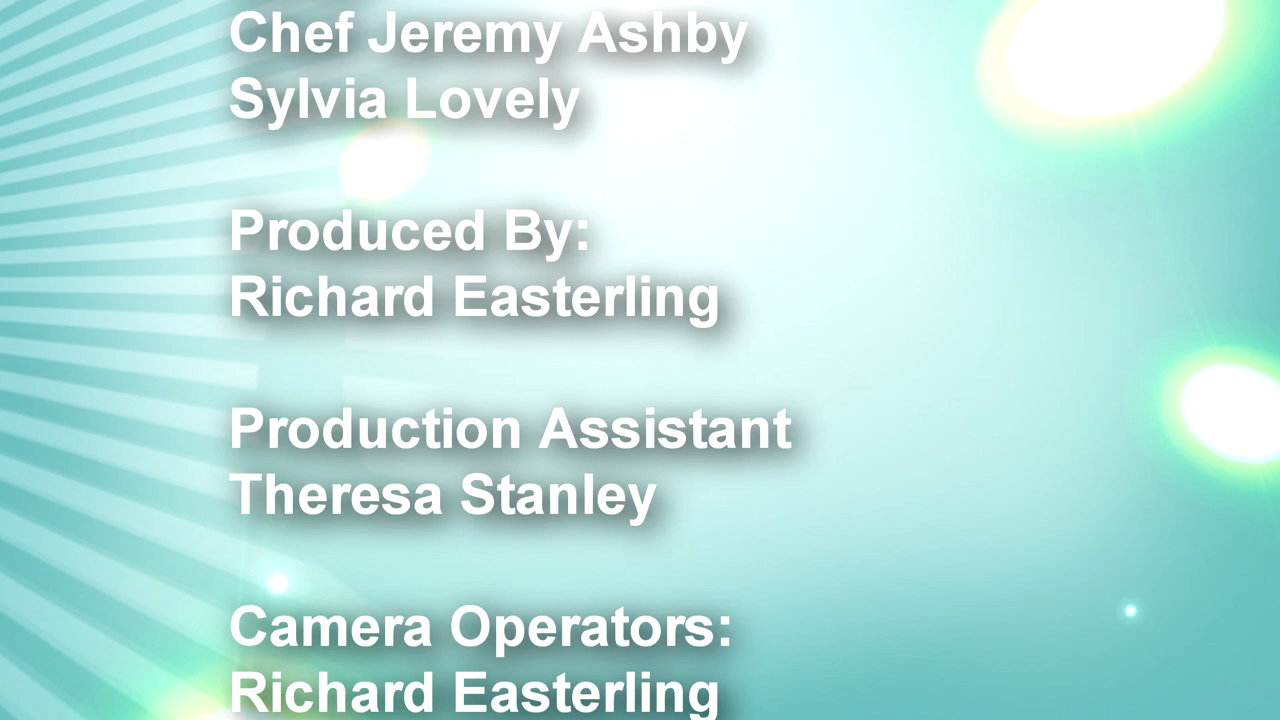 Chef Jeremy Ashby
Sylvia Lovely
Produced By:
Richard Easterling
Production Assistant
Theresa Stanley
Camera Operators:
Richard Easterling